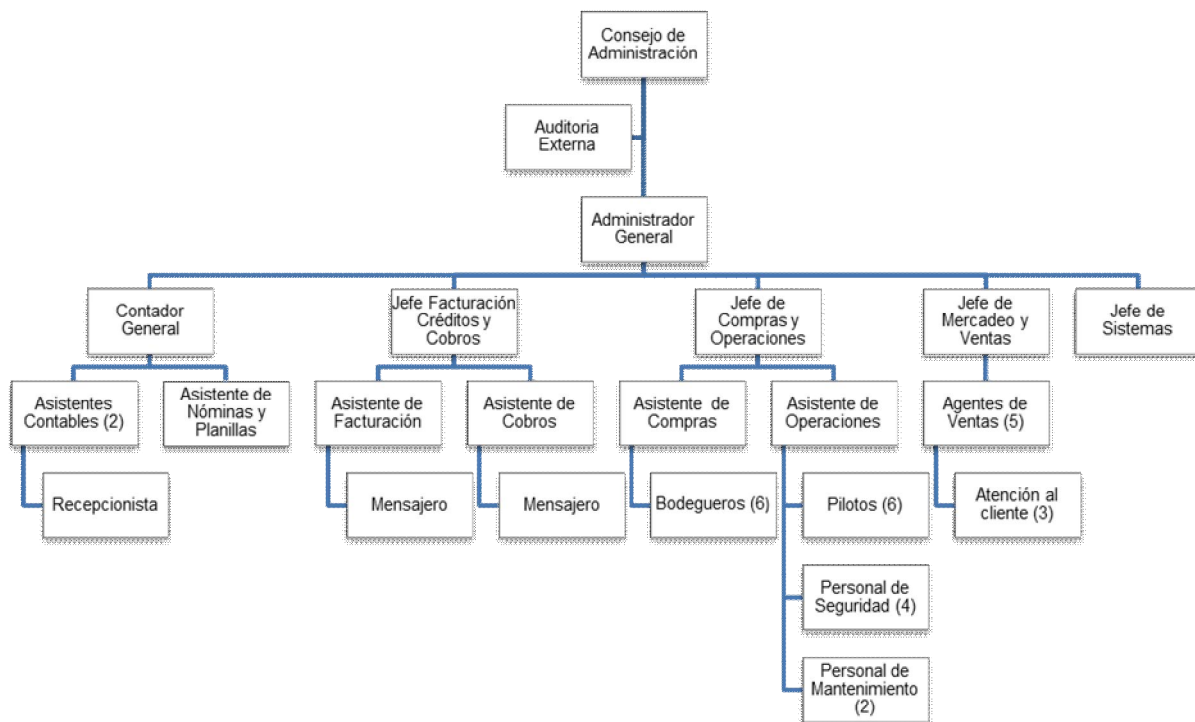 Consejo de
Administración
Auditoria
Externa
Administrador
General
Contador
General
Jefe Facturación
Créditos y
Cobros
Jefe de
Compras y
Operaciones
Jefe de
Mercadeo y
Ventas
Jefe de
Sistemas
Asistentes
Contables (2)
Asistente de
Nóminas y
Planillas
Asistente de
Facturación
Asistente de
Cobros
Asistente de
Compras
Asistente de
Operaciones
Agentes de
Ventas (5)
Recepcionista
Mensajero
Mensajero
Bodegueros (6)
Pilotos (6)
Atención al
cliente (3)
Personal de
Seguridad (4)
Personal de
Mantenimiento
(2)